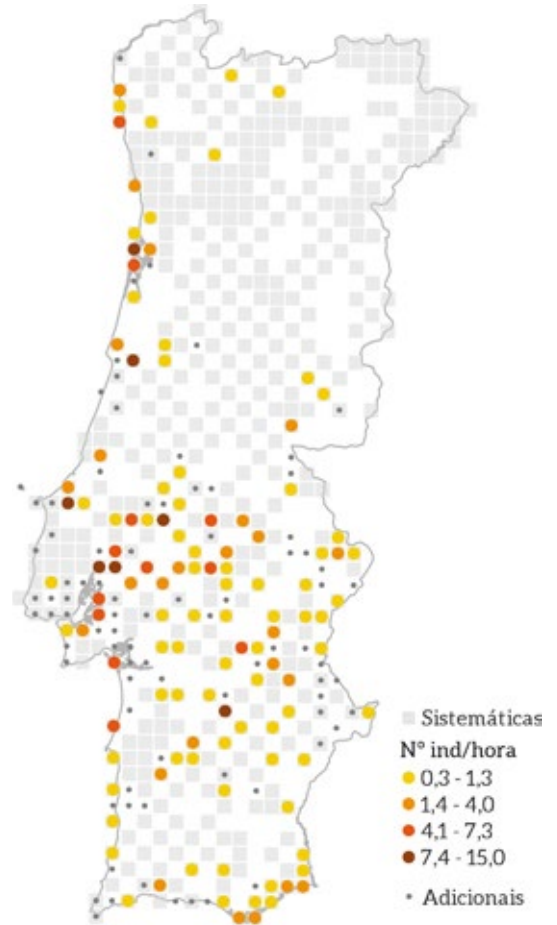 Sistemáticas
Nº ind/hora
0,3 - 1,3
1,4 - 4,0
4,1 - 7,3
7,4 - 15,0
Adicionais